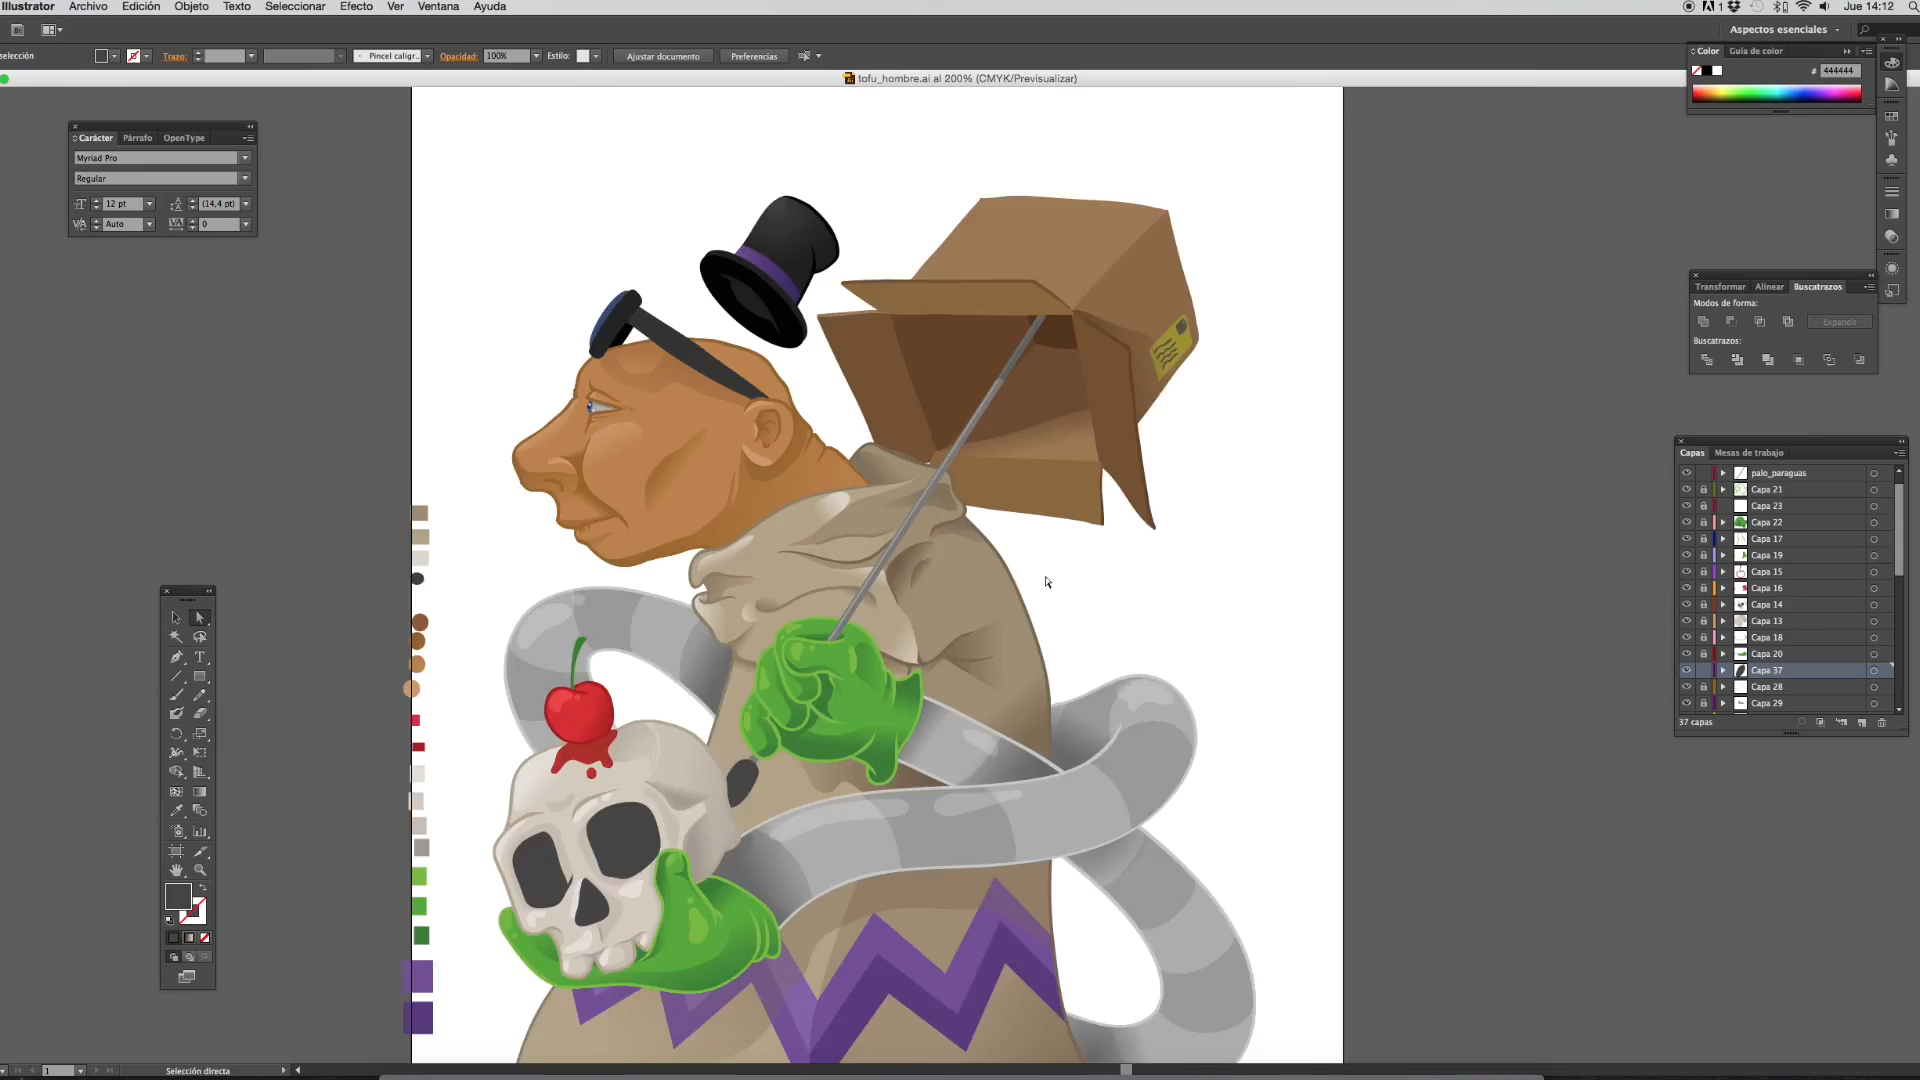 Illustrator Archivo Edición Objeto Texto Seleccionar Efecto Ver Ventana Ayuda
1 Jue 14:12
Aspectos esenciales
selección Trazo: Pincel caligr... Opacidad: 100% Estilo: Ajustar documento Preferencias
tofu_hombre.ai al 200% (CMYK/Previsualizar)
Color Guía de color
# 444444
Carácter Párrafo OpenType
Myriad Pro
Regular
12 pt (14,4 pt)
Auto 0
Transformar Alinear Buscatrazos
Modos de forma:
Expandir
Buscatrazos:
Capas Mesas de trabajo
palo_paraguas
Capa 21
Capa 23
Capa 22
Capa 17
Capa 19
Capa 15
Capa 16
Capa 14
Capa 13
Capa 18
Capa 20
Capa 37
Capa 28
Capa 29
37 capas
1 Selección directa